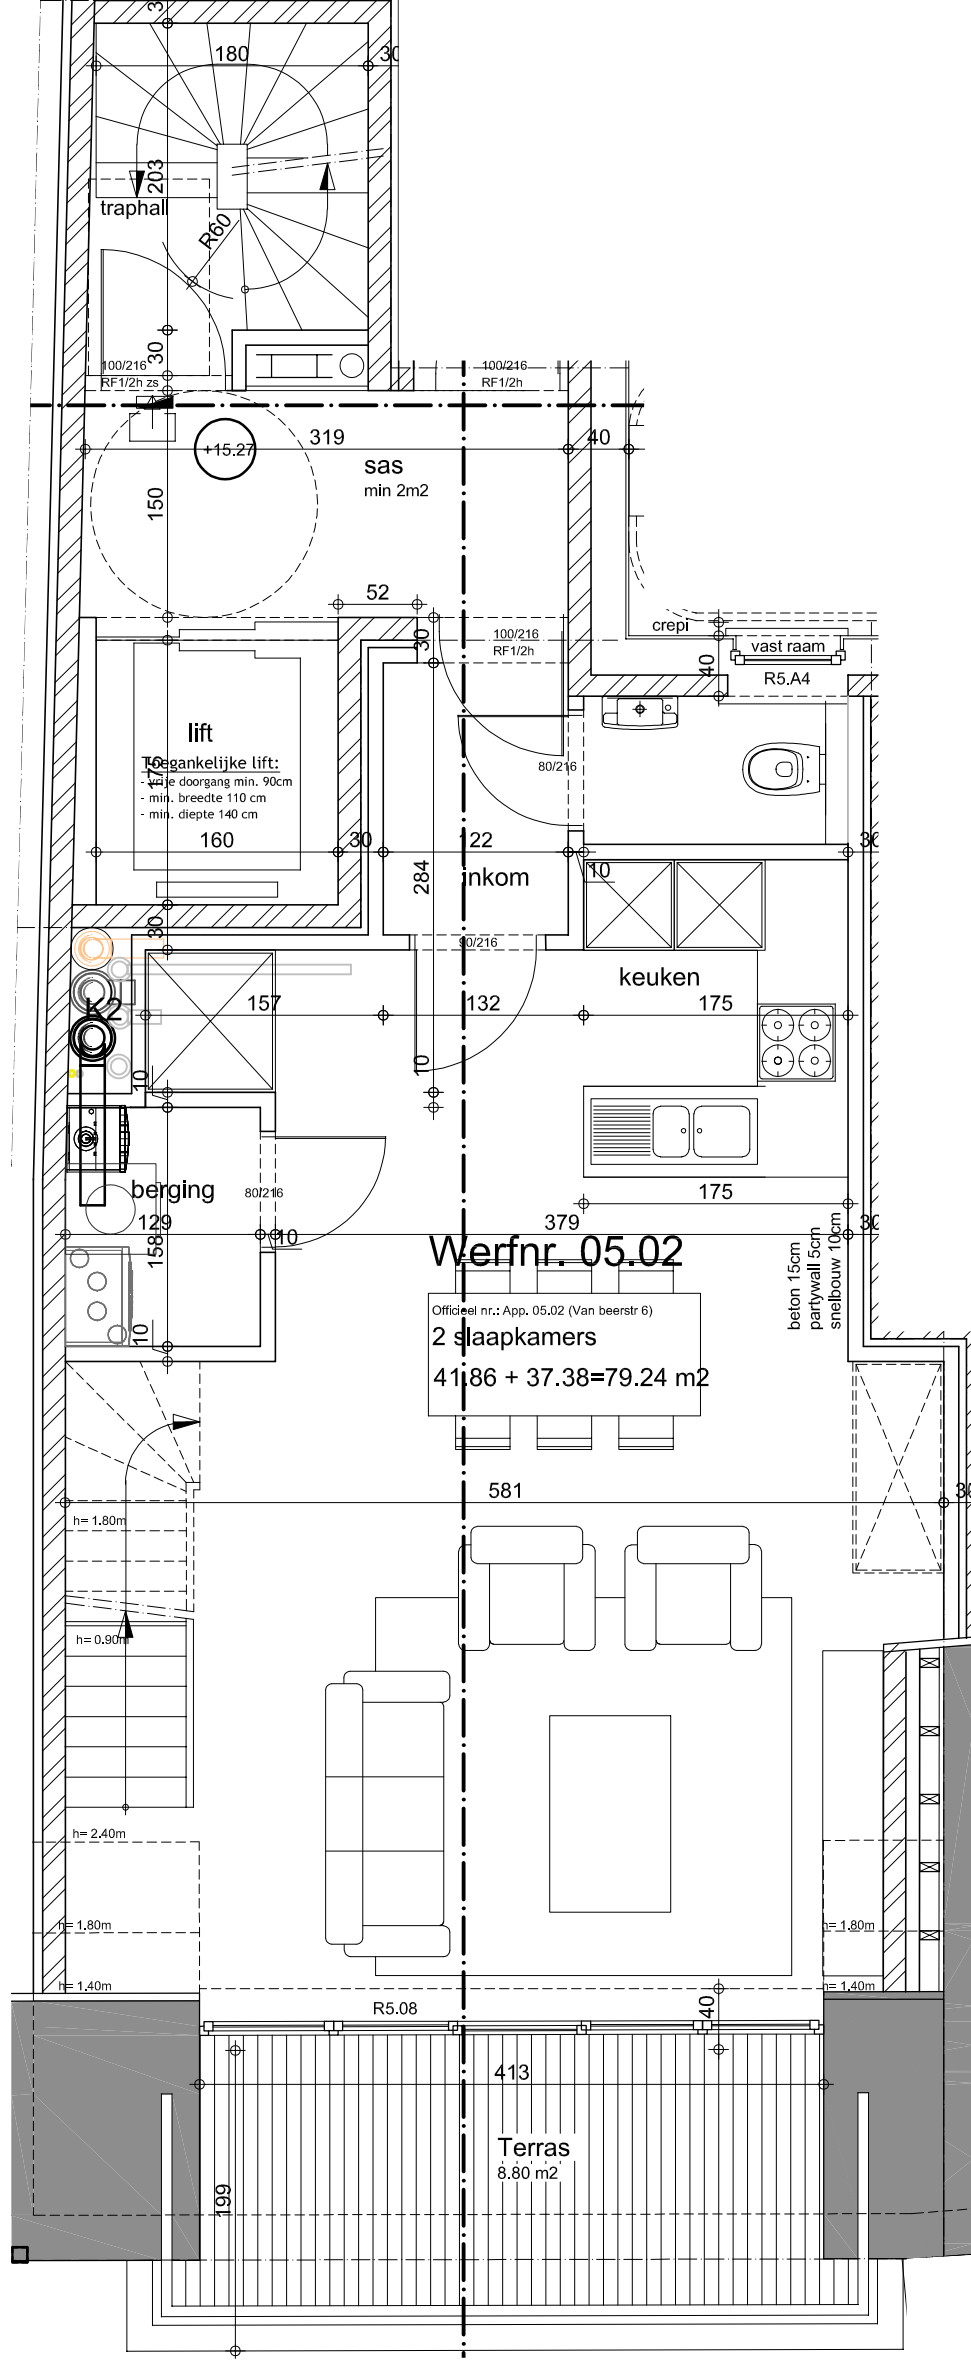 3
180
30
203
traphall
R60
30
100/216
RF1/2h zs
100/216
RF1/2h
319
40
+15.27
sas
min 2m2
150
52
30
100/216
RF1/2h
crepi
vast raam
40
R5.A4
lift
Toegankelijke lift:
- vrije doorgang min. 90cm
- min. breedte 110 cm
- min. diepte 140 cm
175
80/216
160
30
122
30
10
284
inkom
30
90/216
keuken
K2
157
132
175
10
10
berging
80/216
175
129
10
379
30
158
Werfnr. 05.02
beton 15cm
partywall 5cm
snelbouw 10cm
Officieel nr.: App. 05.02 (Van beerstr 6)
2 slaapkamers
10
41.86 + 37.38=79.24 m2
581
30
h= 1.80m
h= 0.90m
h= 2.40m
h= 1.80m
h= 1.80m
h= 1.40m
h= 1.40m
R5.08
40
413
Terras
8.80 m2
199